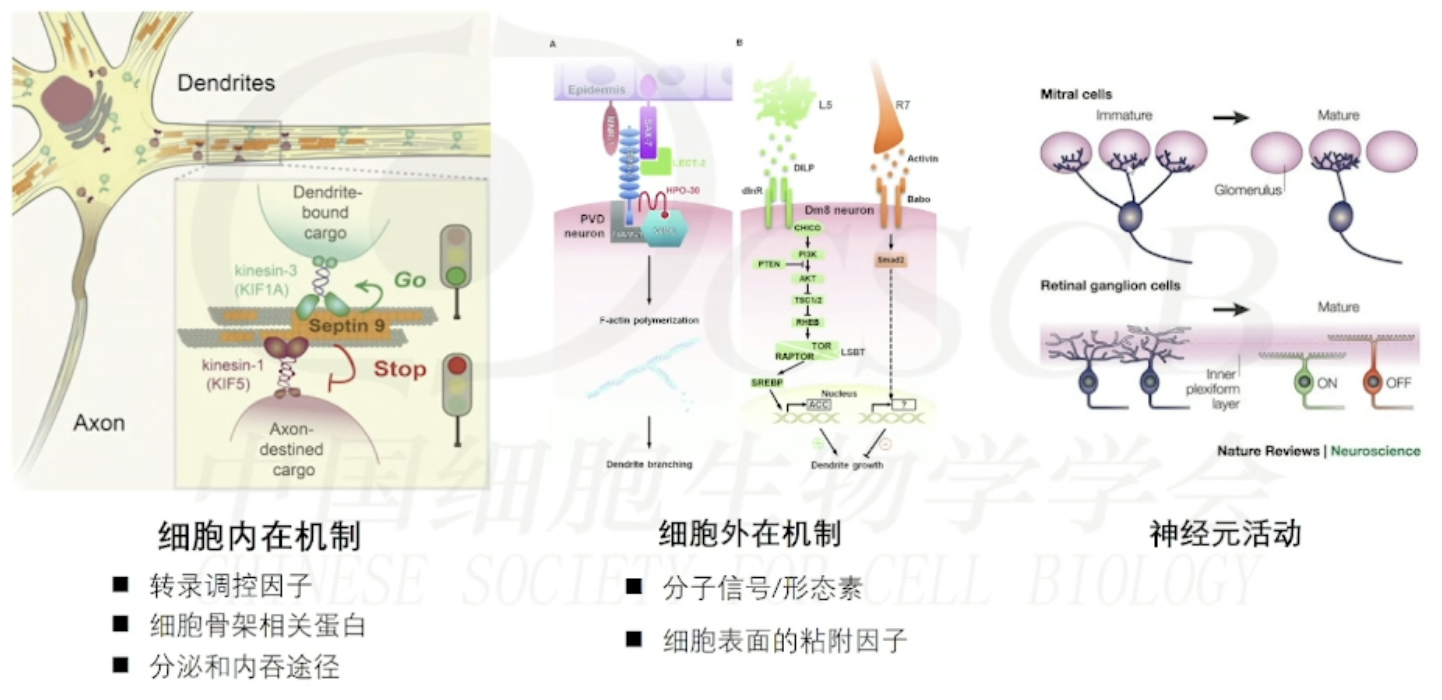 Dendrites
Dendrite-
bound
cargo
kinesin-3
(KIF1A)
Go
Septin 9
kinesin-1
(KIF5)
Stop
Axon-
destined
cargo
Axon
A
Epidermis
SAX-7
LECT-2
HPO-30
PVD
neuron
F-actin polymerization
Dendrite branching
B
L5
R7
DILP
Activin
dInR
Babo
Dm8 neuron
CHICO
PI3K
PTEN
AKT
TSC1/2
RHEB
TOR
RAPTOR
LSBT
SREBP
Smad2
Nucleus
ACC
?
Dendrite growth
Mitral cells
Immature
Mature
Glomerulus
Retinal ganglion cells
Mature
Inner
plexiform
layer
ON
OFF
Nature Reviews | Neuroscience
细胞内在机制
■ 转录调控因子
■ 细胞骨架相关蛋白
■ 分泌和内吞途径
细胞外在机制
■ 分子信号/形态素
■ 细胞表面的粘附因子
神经元活动
CSCB
中国细胞生物学学会
CHINESE SOCIETY FOR CELL BIOLOGY